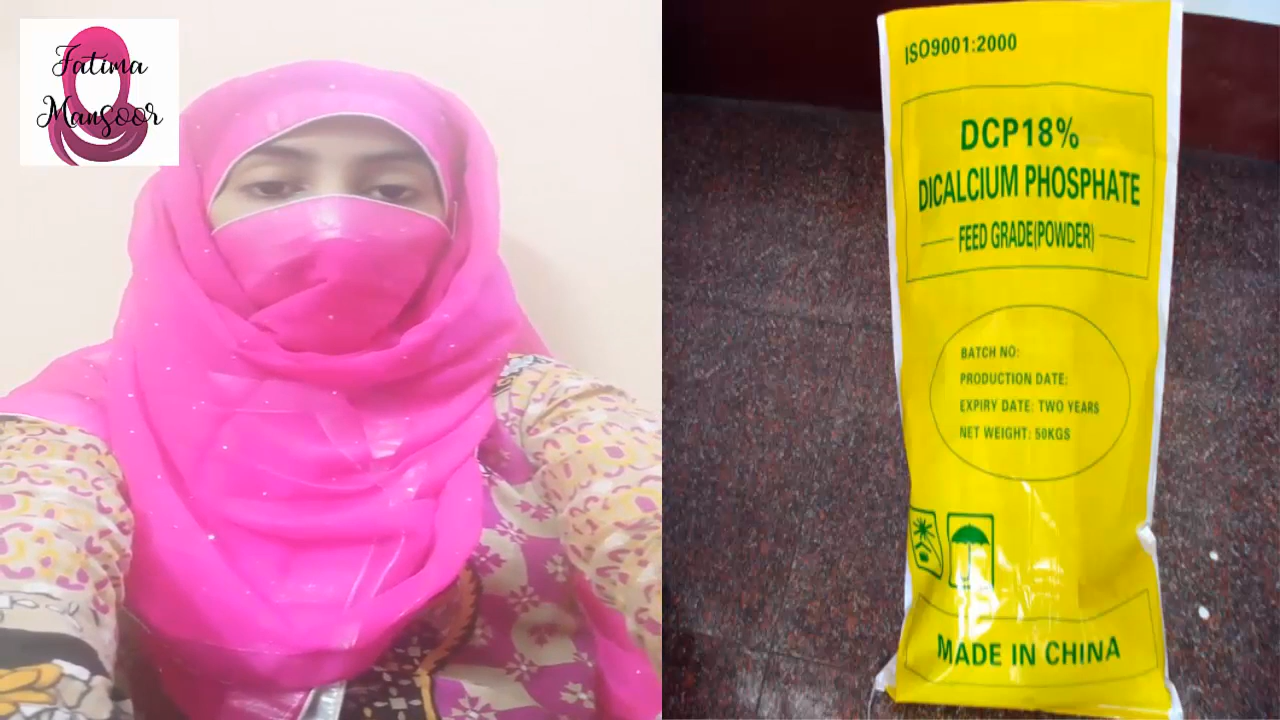 Fatima
Mansoor
ISO9001:2000
DCP18%
DICALCIUM PHOSPHATE
FEED GRADE(POWDER)
BATCH NO:
PRODUCTION DATE:
EXPIRY DATE: TWO YEARS
NET WEIGHT: 50KGS
MADE IN CHINA